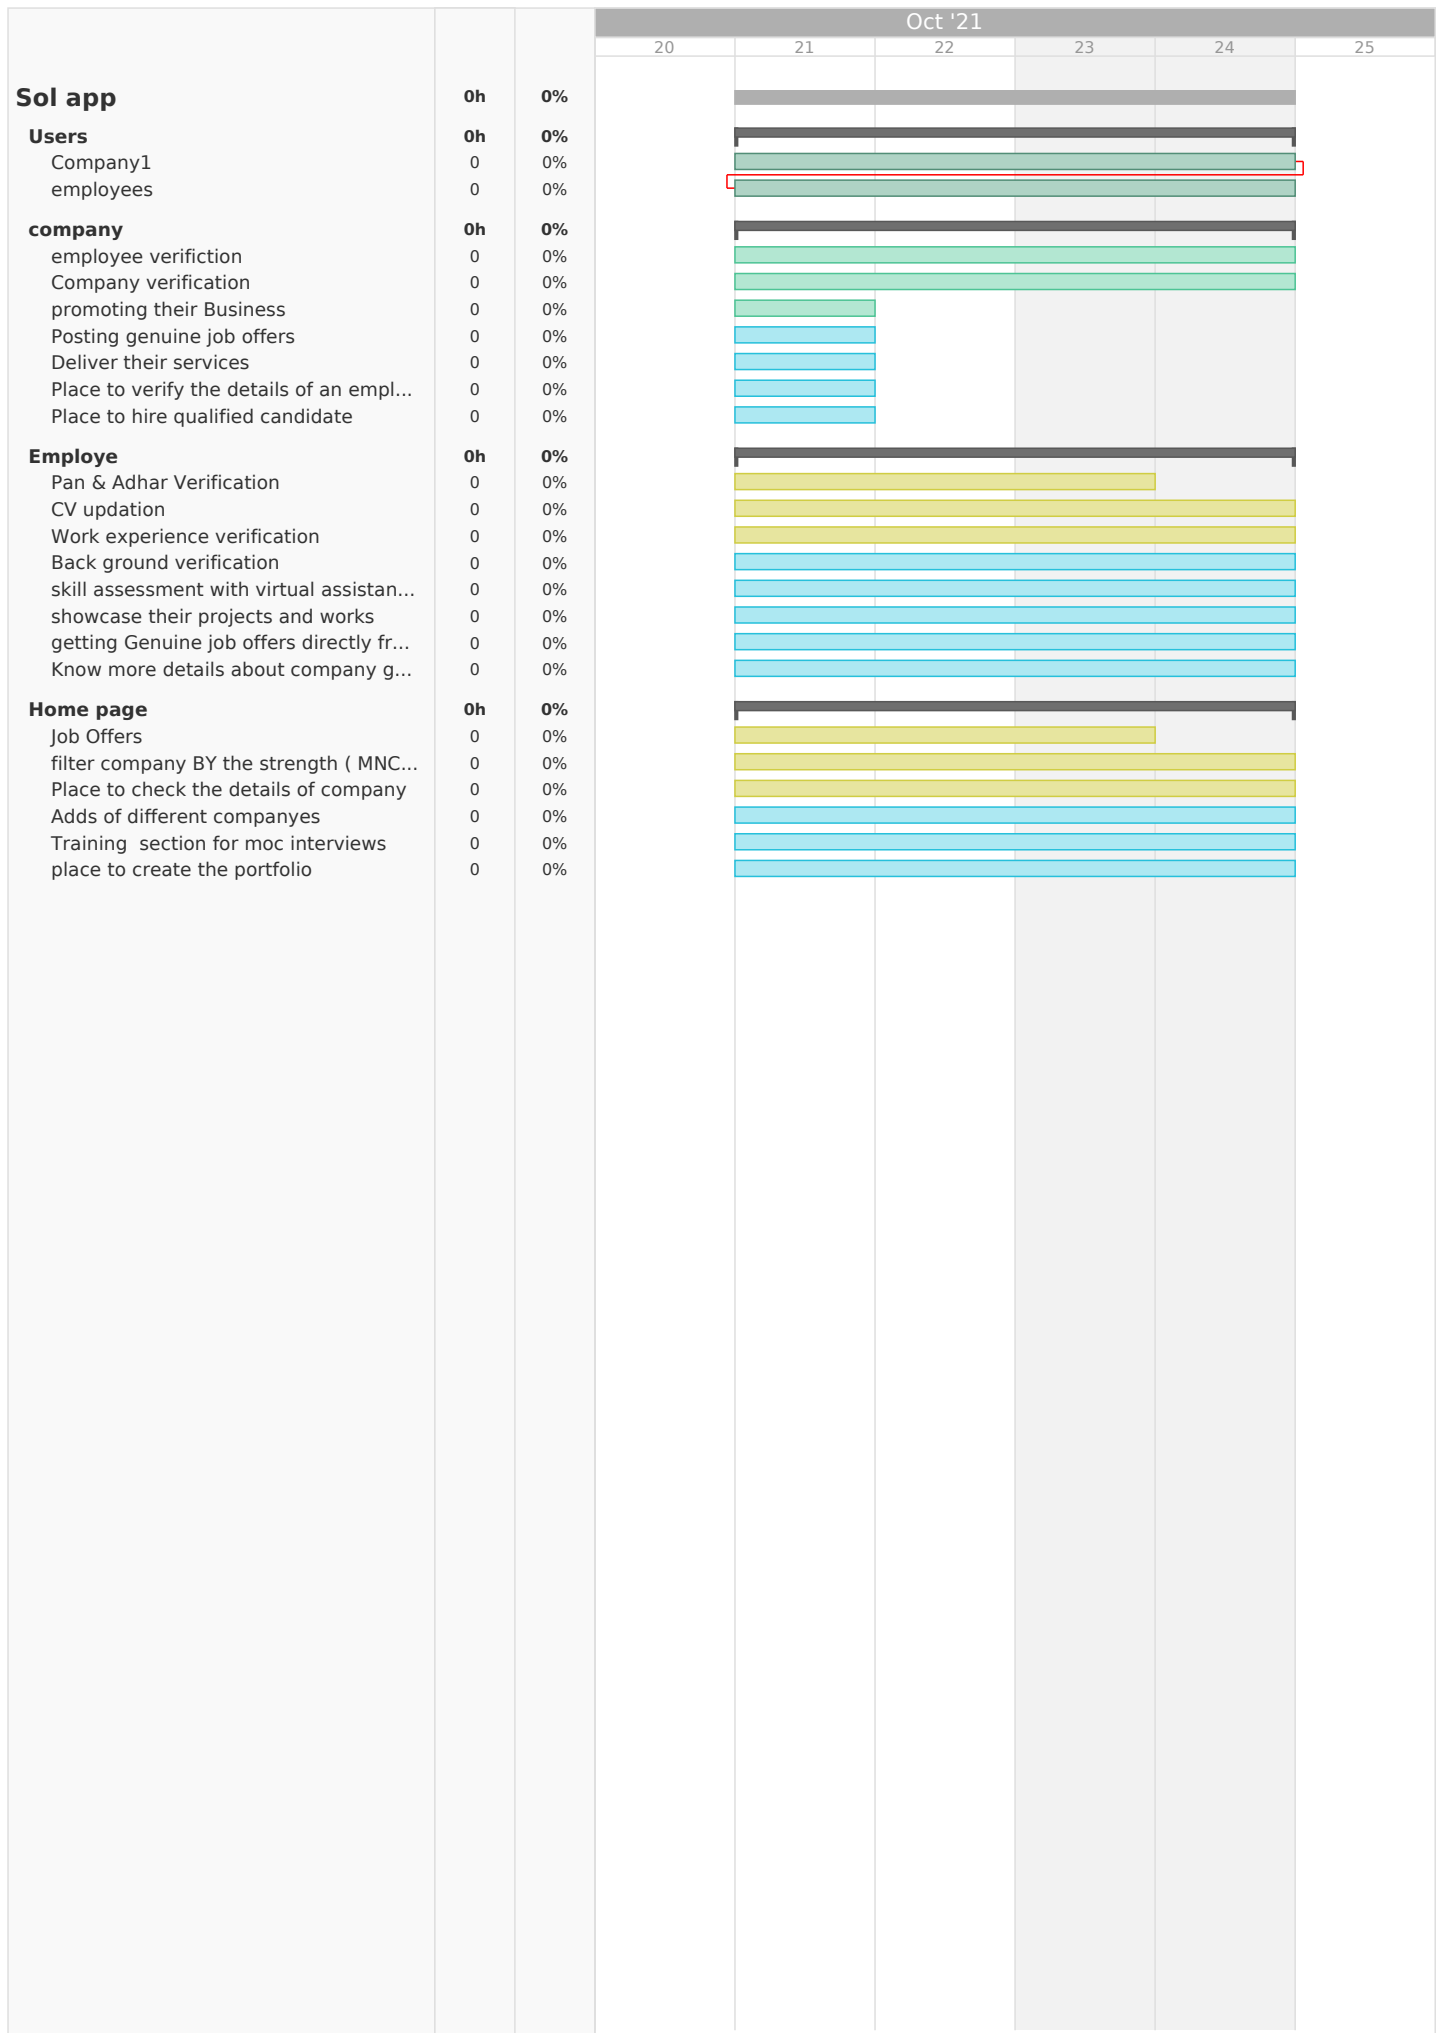 Oct '21
20 21 22 23 24 25
Sol app 0h 0%
Users 0h 0%
Company1 0 0%
employees 0 0%
company 0h 0%
employee verifiction 0 0%
Company verification 0 0%
promoting their Business 0 0%
Posting genuine job offers 0 0%
Deliver their services 0 0%
Place to verify the details of an empl... 0 0%
Place to hire qualified candidate 0 0%
Employe 0h 0%
Pan & Adhar Verification 0 0%
CV updation 0 0%
Work experience verification 0 0%
Back ground verification 0 0%
skill assessment with virtual assistan... 0 0%
showcase their projects and works 0 0%
getting Genuine job offers directly fr... 0 0%
Know more details about company g... 0 0%
Home page 0h 0%
Job Offers 0 0%
filter company BY the strength ( MNC... 0 0%
Place to check the details of company 0 0%
Adds of different companyes 0 0%
Training  section for moc interviews 0 0%
place to create the portfolio 0 0%